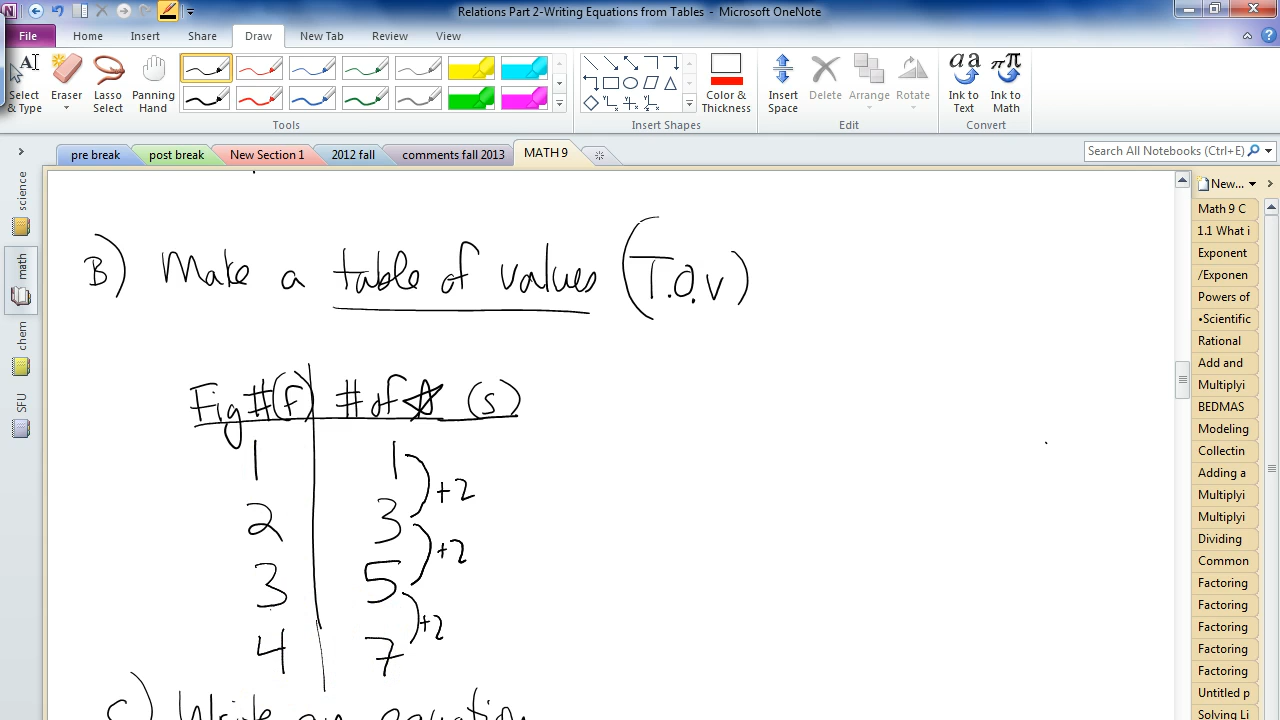 Relations Part 2-Writing Equations from Tables - Microsoft OneNote
File Home Insert Share Draw New Tab Review View
Select & Type
Eraser
Lasso Select
Panning Hand
Color & Thickness
Insert Space
Delete
Arrange
Rotate
Ink to Text
Ink to Math
Tools
Insert Shapes
Edit
Convert
pre break
post break
New Section 1
2012 fall
comments fall 2013
MATH 9
Search All Notebooks (Ctrl+E)
science
math
chem
SFU
New...
Math 9 C
1.1 What i
Exponent
/Exponen
Powers of
•Scientific
Rational
Add and
Multiplyi
BEDMAS
Modeling
Collectin
Adding a
Multiplyi
Multiplyi
Dividing
Common
Factoring
Factoring
Factoring
Factoring
Factoring
Untitled p
Solving Li
B) Make a table of values (T.O.V)
Fig #(f) # of ☆ (s)
1 1
+2
2 3
+2
3 5
+2
4 7
C) Write an equation